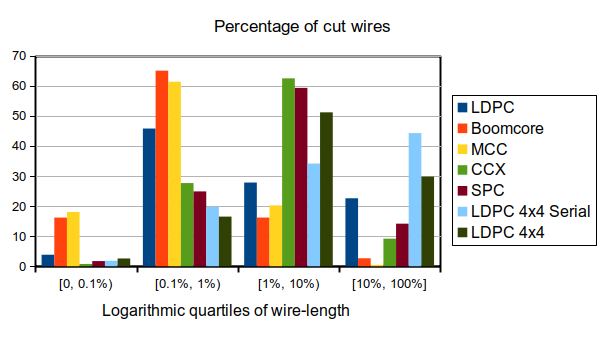 Percentage of cut wires
70
60
50
40
30
20
10
0
[0, 0.1%) [0.1%, 1%) [1%, 10%) [10%, 100%]
Logarithmic quartiles of wire-length
LDPC
Boomcore
MCC
CCX
SPC
LDPC 4x4 Serial
LDPC 4x4